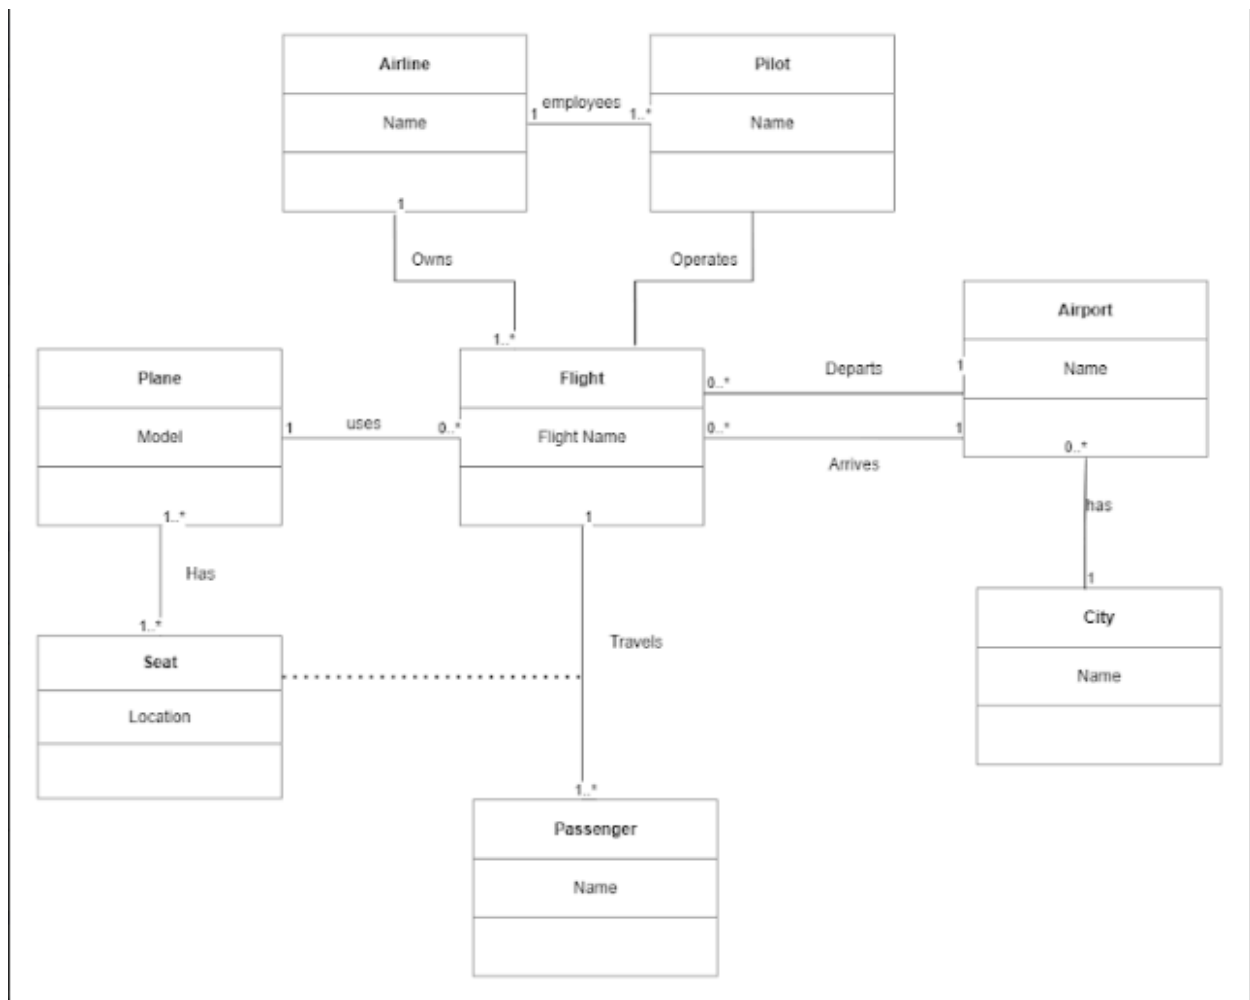 Airline
Pilot
employees
1
1..*
Name
Name
1
Owns
Operates
Airport
1..*
Plane
Flight
Departs
1
Name
0..*
Model
1
uses
0..*
Flight Name
0..*
1
Arrives
0..*
1..*
1
has
Has
1
1..*
City
Seat
Travels
Name
Location
1..*
Passenger
Name